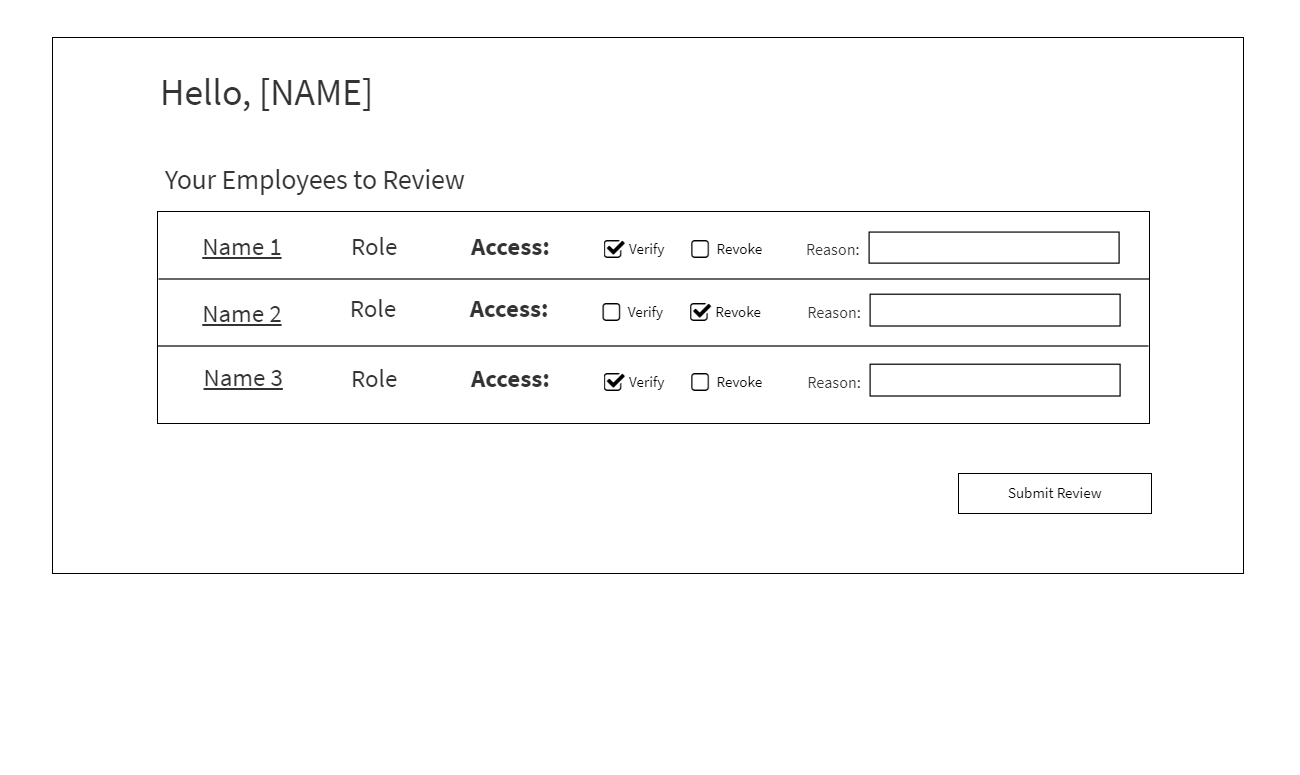 Hello, [NAME]
Your Employees to Review
Name 1 Role Access: Verify Revoke Reason:
Name 2 Role Access: Verify Revoke Reason:
Name 3 Role Access: Verify Revoke Reason:
Submit Review